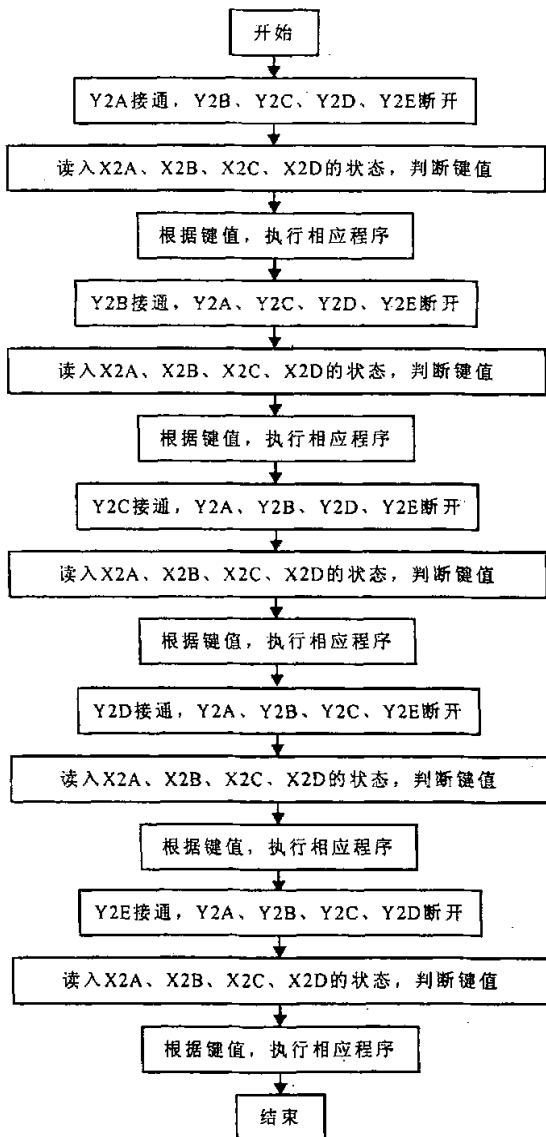 开始
Y2A接通，Y2B、Y2C、Y2D、Y2E断开
读入X2A、X2B、X2C、X2D的状态，判断键值
根据键值，执行相应程序
Y2B接通，Y2A、Y2C、Y2D、Y2E断开
读入X2A、X2B、X2C、X2D的状态，判断键值
根据键值，执行相应程序
Y2C接通，Y2A、Y2B、Y2D、Y2E断开
读入X2A、X2B、X2C、X2D的状态，判断键值
根据键值，执行相应程序
Y2D接通，Y2A、Y2B、Y2C、Y2E断开
读入X2A、X2B、X2C、X2D的状态，判断键值
根据键值，执行相应程序
Y2E接通，Y2A、Y2B、Y2C、Y2D断开
读入X2A、X2B、X2C、X2D的状态，判断键值
根据键值，执行相应程序
结束